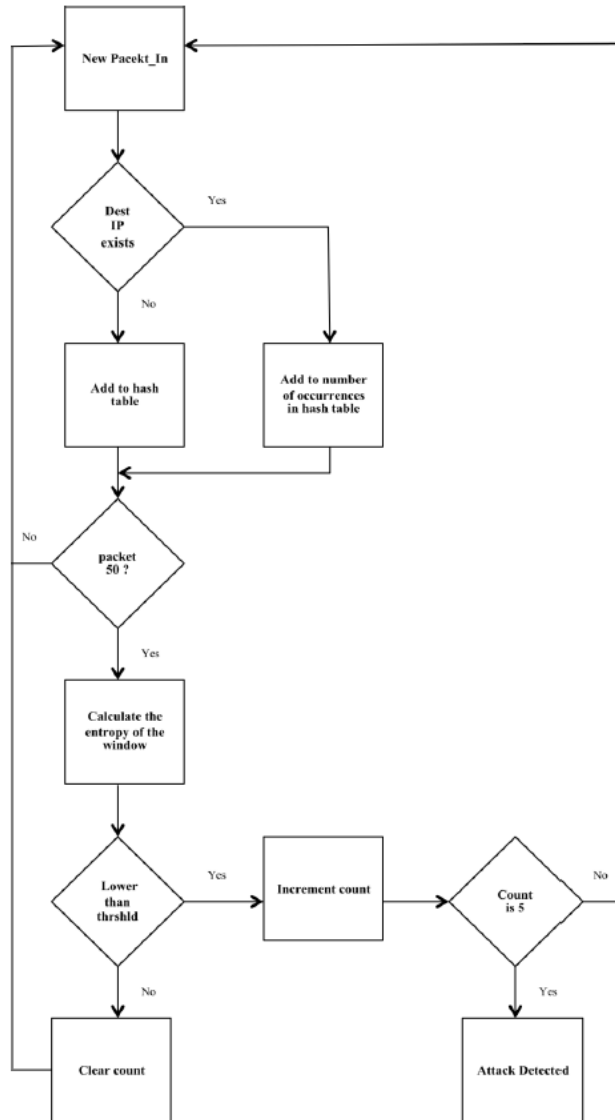 New Pacekt_In
Dest
IP
exists
Yes
No
Add to hash
table
Add to number
of occurrences
in hash table
No
packet
50 ?
Yes
Calculate the
entropy of the
window
Lower
than
thrshld
Yes
Increment count
Count
is 5
No
No
Yes
Clear count
Attack Detected